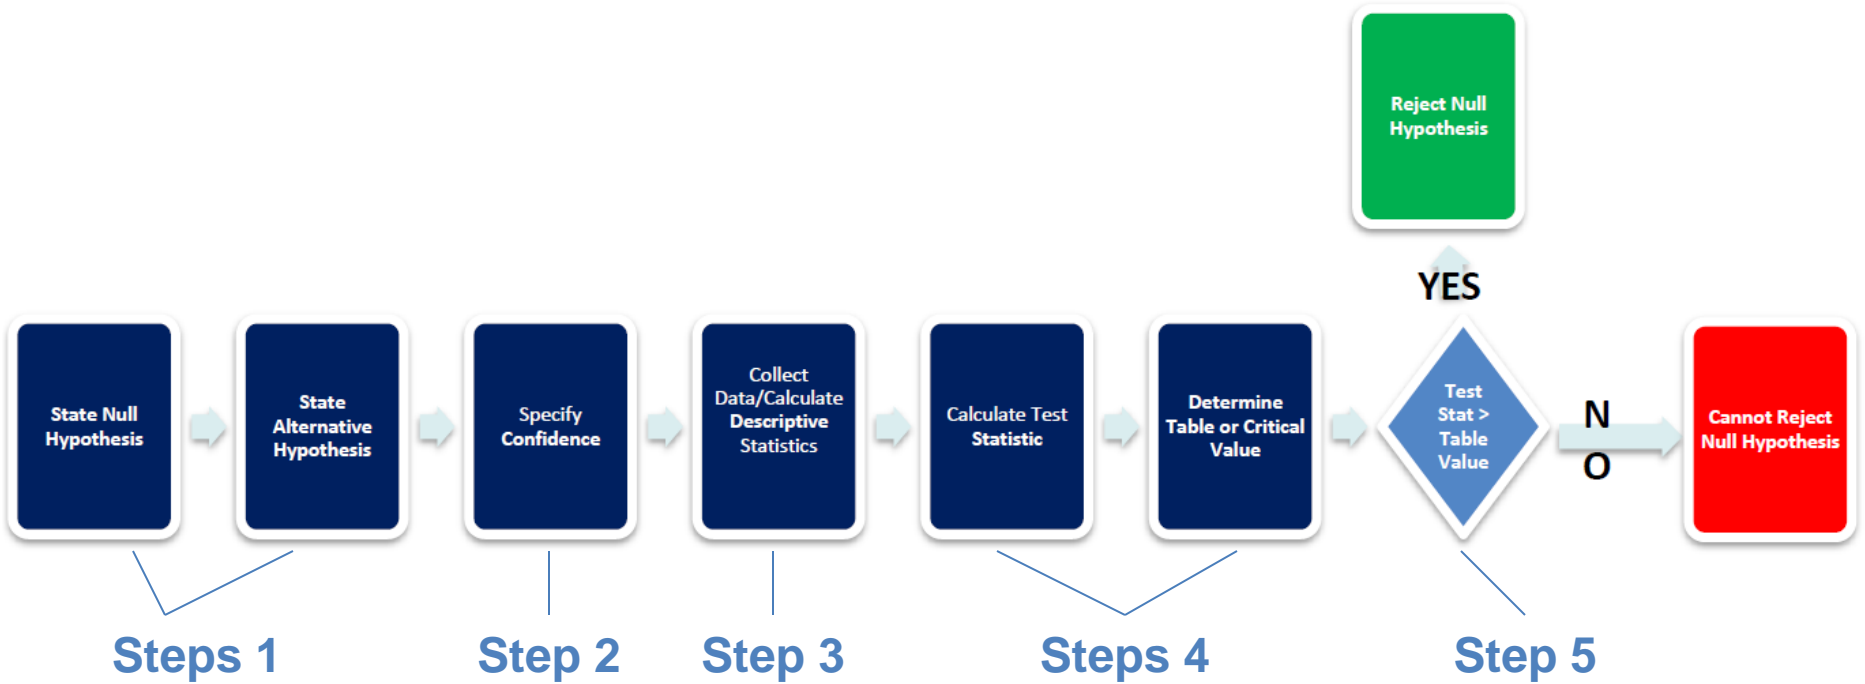 Reject Null
Hypothesis
YES
State Null
Hypothesis
State
Alternative
Hypothesis
Specify
Confidence
Collect
Data/Calculate
Descriptive
Statistics
Calculate Test
Statistic
Determine
Table or Critical
Value
Test
Stat >
Table
Value
N
O
Cannot Reject
Null Hypothesis
Steps 1
Step 2
Step 3
Steps 4
Step 5